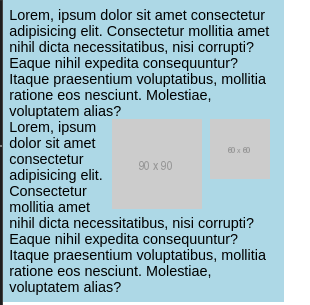 Lorem, ipsum dolor sit amet consectetur
adipisicing elit. Consectetur mollitia amet
nihil dicta necessitatibus, nisi corrupti?
Eaque nihil expedita consequuntur?
Itaque praesentium voluptatibus, mollitia
ratione eos nesciunt. Molestiae,
voluptatem alias?
Lorem, ipsum
dolor sit amet
consectetur
adipisicing elit.
Consectetur
mollitia amet
90 x 90
60 x 60
nihil dicta necessitatibus, nisi corrupti?
Eaque nihil expedita consequuntur?
Itaque praesentium voluptatibus, mollitia
ratione eos nesciunt. Molestiae,
voluptatem alias?